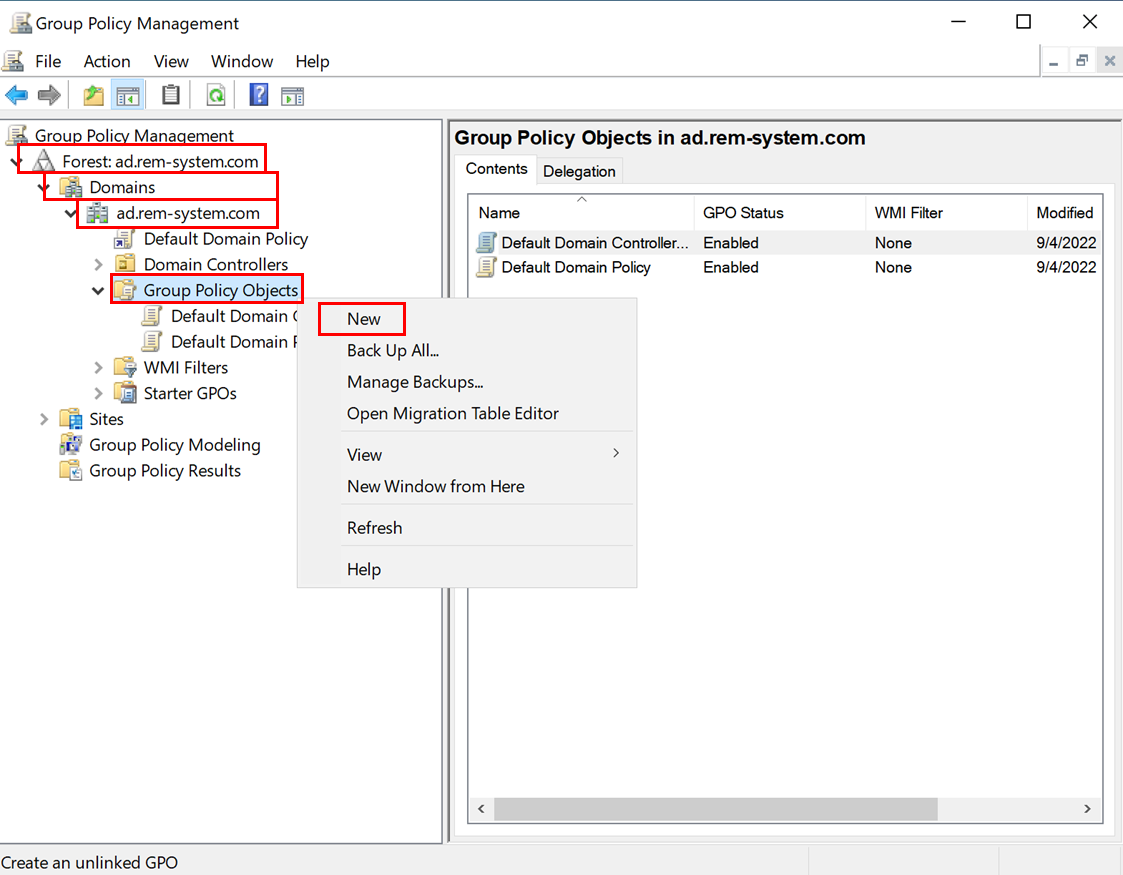 Group Policy Management
File Action View Window Help
Group Policy Management
Forest: ad.rem-system.com
Domains
ad.rem-system.com
Default Domain Policy
Domain Controllers
Group Policy Objects
Default Domain
Default Domain
WMI Filters
Starter GPOs
Sites
Group Policy Modeling
Group Policy Results
Group Policy Objects in ad.rem-system.com
Contents Delegation
Name GPO Status WMI Filter Modified
Default Domain Controller... Enabled None 9/4/2022
Default Domain Policy Enabled None 9/4/2022
New
Back Up All...
Manage Backups...
Open Migration Table Editor
View
New Window from Here
Refresh
Help
Create an unlinked GPO